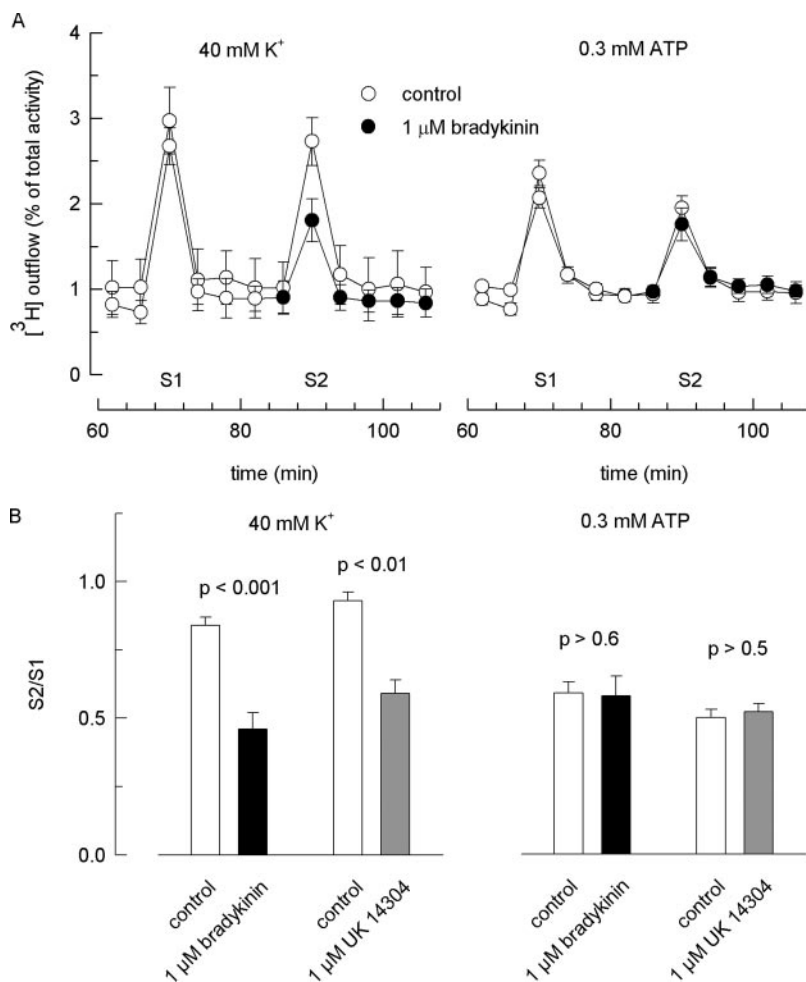 A
40 mM K⁺
0.3 mM ATP
control
1 µM bradykinin
[³H] outflow (% of total activity)
4
3
2
1
0
S1
S2
S1
S2
60
80
100
60
80
100
time (min)
time (min)
B
40 mM K⁺
0.3 mM ATP
p < 0.001
p < 0.01
p > 0.6
p > 0.5
S2/S1
1.0
0.5
0.0
control
1 µM bradykinin
control
1 µM UK 14304
control
1 µM bradykinin
control
1 µM UK 14304